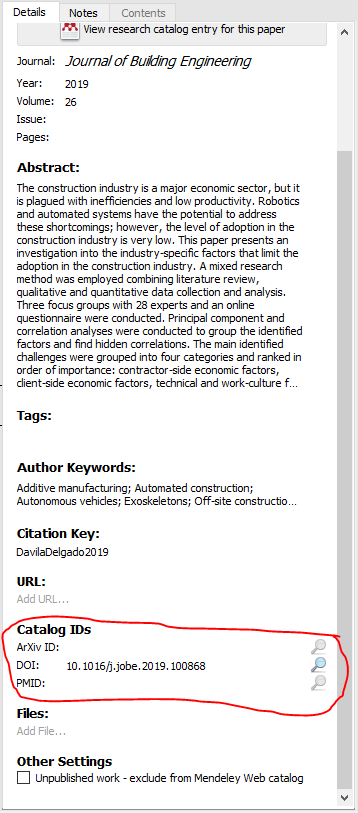 Details Notes Contents
View research catalog entry for this paper
Journal: Journal of Building Engineering
Year: 2019
Volume: 26
Issue:
Pages:
Abstract:
The construction industry is a major economic sector, but it
is plagued with inefficiencies and low productivity. Robotics
and automated systems have the potential to address
these shortcomings; however, the level of adoption in the
construction industry is very low. This paper presents an
investigation into the industry-specific factors that limit the
adoption in the construction industry. A mixed research
method was employed combining literature review,
qualitative and quantitative data collection and analysis.
Three focus groups with 28 experts and an online
questionnaire were conducted. Principal component and
correlation analyses were conducted to group the identified
factors and find hidden correlations. The main identified
challenges were grouped into four categories and ranked in
order of importance: contractor-side economic factors,
client-side economic factors, technical and work-culture f...
Tags:
Author Keywords:
Additive manufacturing; Automated construction;
Autonomous vehicles; Exoskeletons; Off-site constructio...
Citation Key:
DavilaDelgado2019
URL:
Add URL...
Catalog IDs
ArXiv ID:
DOI: 10.1016/j.jobe.2019.100868
PMID:
Files:
Add File...
Other Settings
Unpublished work - exclude from Mendeley Web catalog